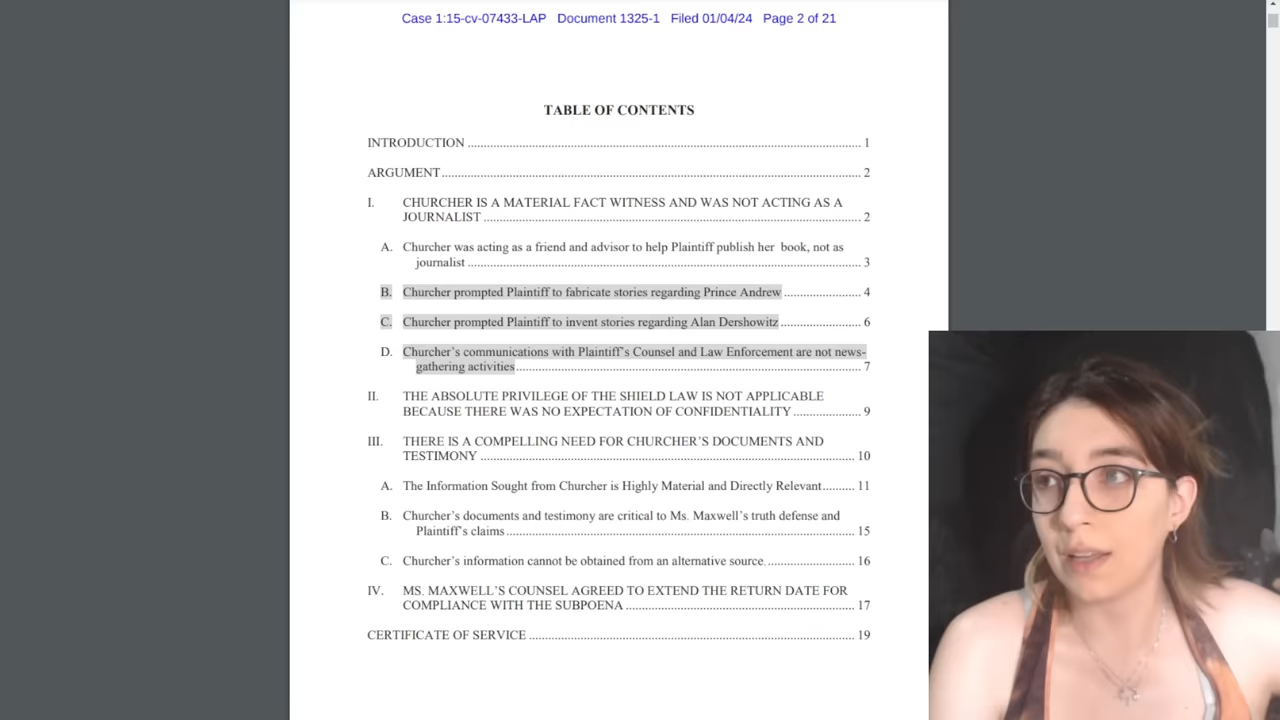 Case 1:15-cv-07433-LAP Document 1325-1 Filed 01/04/24 Page 2 of 21
TABLE OF CONTENTS
INTRODUCTION ........................................................................................................................ 1
ARGUMENT................................................................................................................................ 2
I. CHURCHER IS A MATERIAL FACT WITNESS AND WAS NOT ACTING AS A
JOURNALIST .................................................................................................................. 2
A. Churcher was acting as a friend and advisor to help Plaintiff publish her book, not as
journalist ....................................................................................................................... 3
B. Churcher prompted Plaintiff to fabricate stories regarding Prince Andrew ....................... 4
C. Churcher prompted Plaintiff to invent stories regarding Alan Dershowitz ........................ 6
D. Churcher's communications with Plaintiff's Counsel and Law Enforcement are not news-
gathering activities.......................................................................................................... 7
II. THE ABSOLUTE PRIVILEGE OF THE SHIELD LAW IS NOT APPLICABLE
BECAUSE THERE WAS NO EXPECTATION OF CONFIDENTIALITY .................... 9
III. THERE IS A COMPELLING NEED FOR CHURCHER'S DOCUMENTS AND
TESTIMONY ................................................................................................................. 10
A. The Information Sought from Churcher is Highly Material and Directly Relevant.......... 11
B. Churcher's documents and testimony are critical to Ms. Maxwell's truth defense and
Plaintiff's claims ........................................................................................................... 15
C. Churcher's information cannot be obtained from an alternative source. .......................... 16
IV. MS. MAXWELL'S COUNSEL AGREED TO EXTEND THE RETURN DATE FOR
COMPLIANCE WITH THE SUBPOENA ..................................................................... 17
CERTIFICATE OF SERVICE .................................................................................................... 19